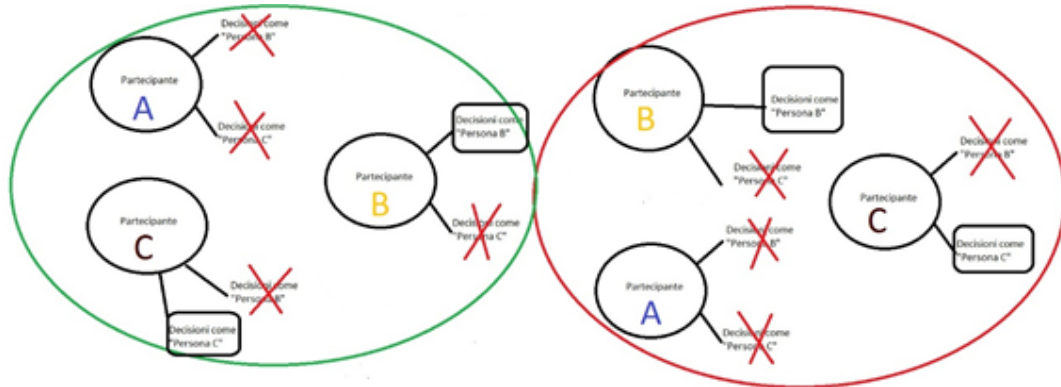 Decisioni come
"Persona B"
Partecipante
A
Decisioni come
"Persona C"
Decisioni come
"Persona B"
Partecipante
B
Decisioni come
"Persona C"
Partecipante
C
Decisioni come
"Persona B"
Decisioni come
"Persona C"
Partecipante
B
Decisioni come
"Persona B"
Decisioni come
"Persona C"
Decisioni come
"Persona B"
Partecipante
C
Decisioni come
"Persona C"
Decisioni come
"Persona B"
Partecipante
A
Decisioni come
"Persona C"